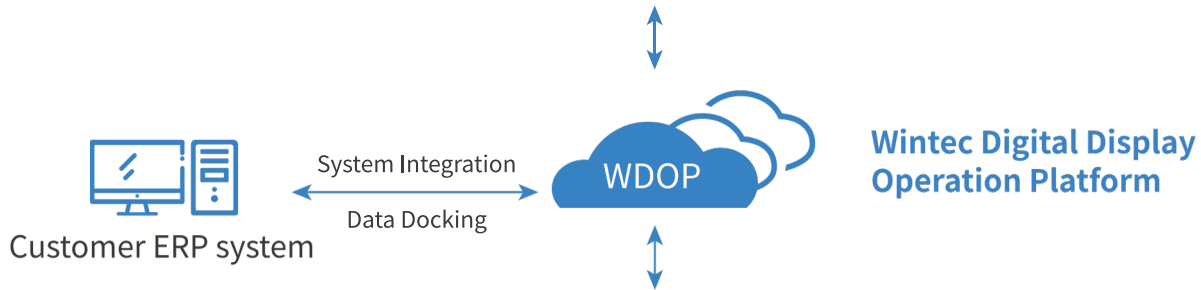 System Integration
Data Docking
Customer ERP system
WDOP
Wintec Digital Display
Operation Platform